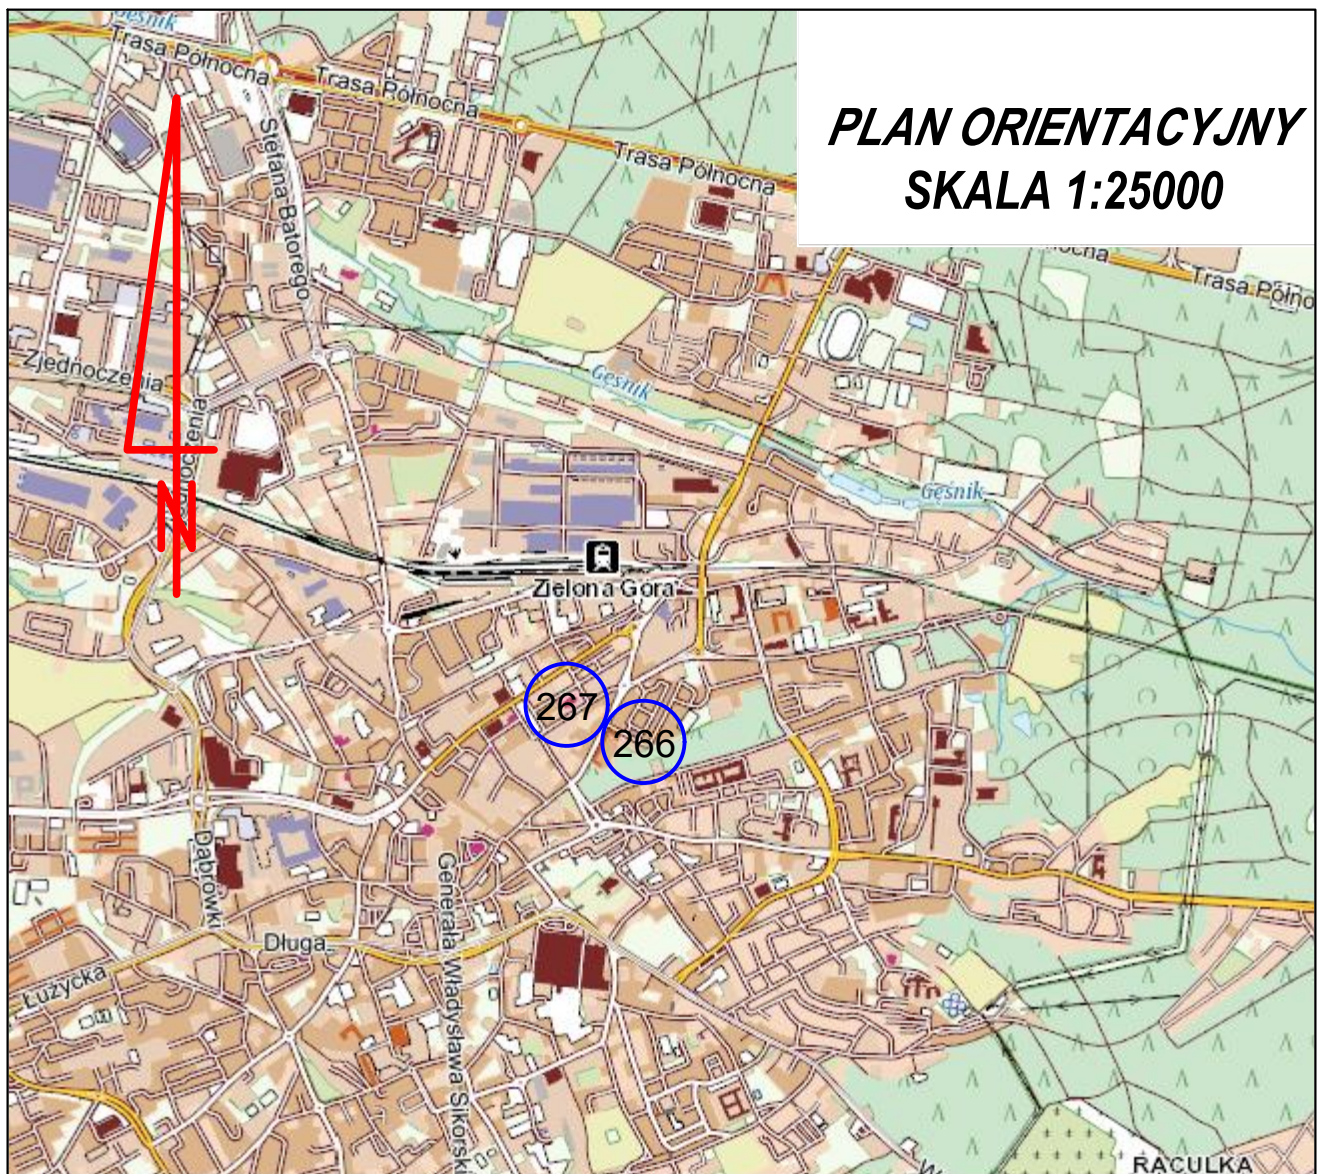 Gęśnik
Trasa Północna
Trasa Północna
Trasa Północna
PLAN ORIENTACYJNY
SKALA 1:25000
Trasa Półno
Stefana Batorego
Zjednoczenia
Gęśnik
Gęśnik
N
Zielona Góra
267
266
Dąbrówki
Długa
Łużycka
Generała Władysława Sikorski
RACULKA